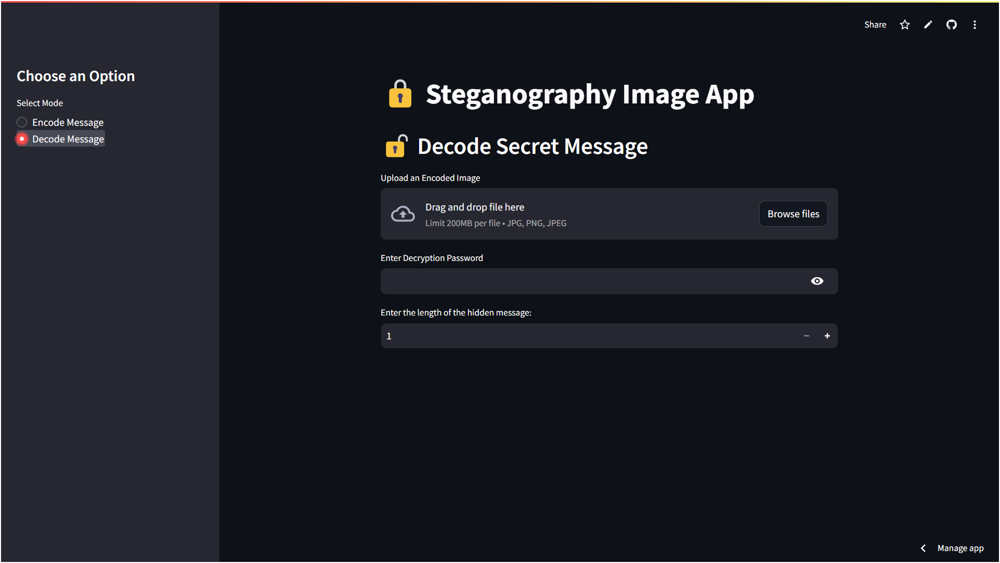 Share
Choose an Option
Select Mode
Encode Message
Decode Message
Steganography Image App
Decode Secret Message
Upload an Encoded Image
Drag and drop file here
Limit 200MB per file • JPG, PNG, JPEG
Browse files
Enter Decryption Password
Enter the length of the hidden message:
1
Manage app